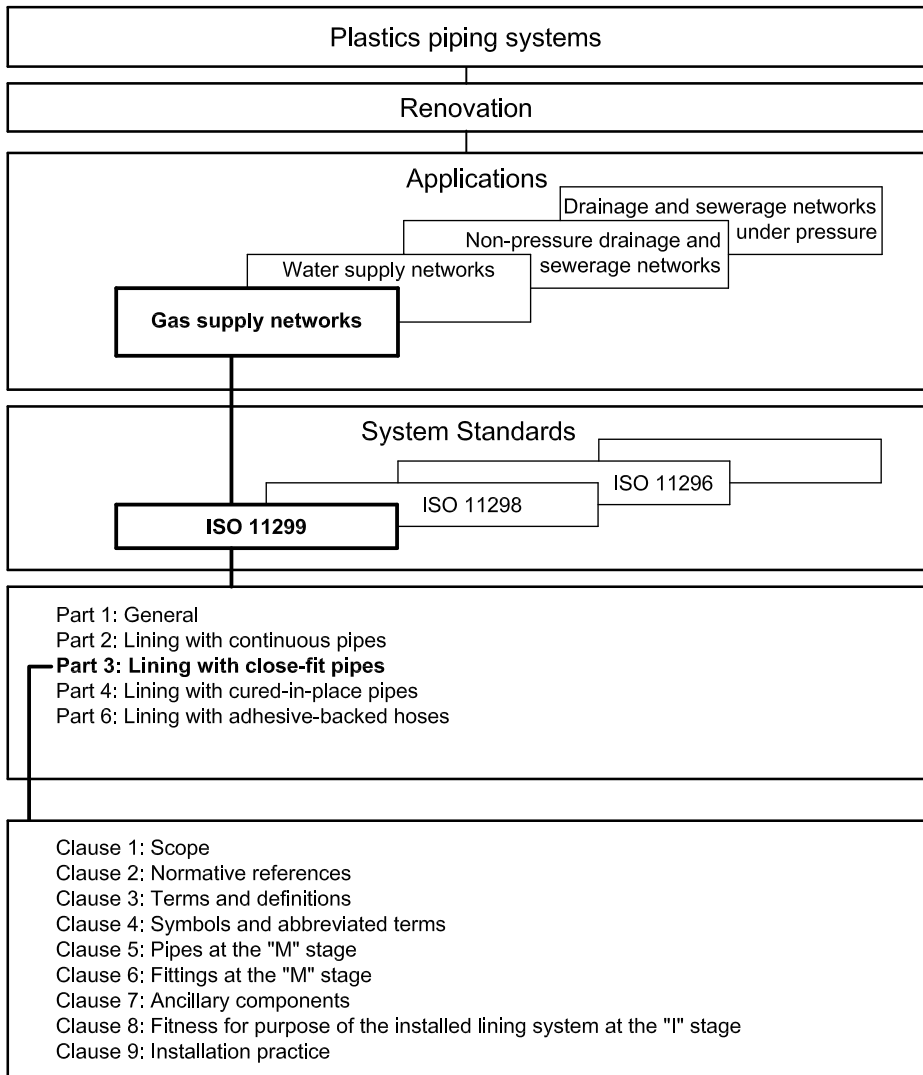 Plastics piping systems
Renovation
Applications
Drainage and sewerage networks
under pressure
Non-pressure drainage and
sewerage networks
Water supply networks
Gas supply networks
System Standards
ISO 11296
ISO 11298
ISO 11299
Part 1: General
Part 2: Lining with continuous pipes
Part 3: Lining with close-fit pipes
Part 4: Lining with cured-in-place pipes
Part 6: Lining with adhesive-backed hoses
Clause 1: Scope
Clause 2: Normative references
Clause 3: Terms and definitions
Clause 4: Symbols and abbreviated terms
Clause 5: Pipes at the "M" stage
Clause 6: Fittings at the "M" stage
Clause 7: Ancillary components
Clause 8: Fitness for purpose of the installed lining system at the "I" stage
Clause 9: Installation practice